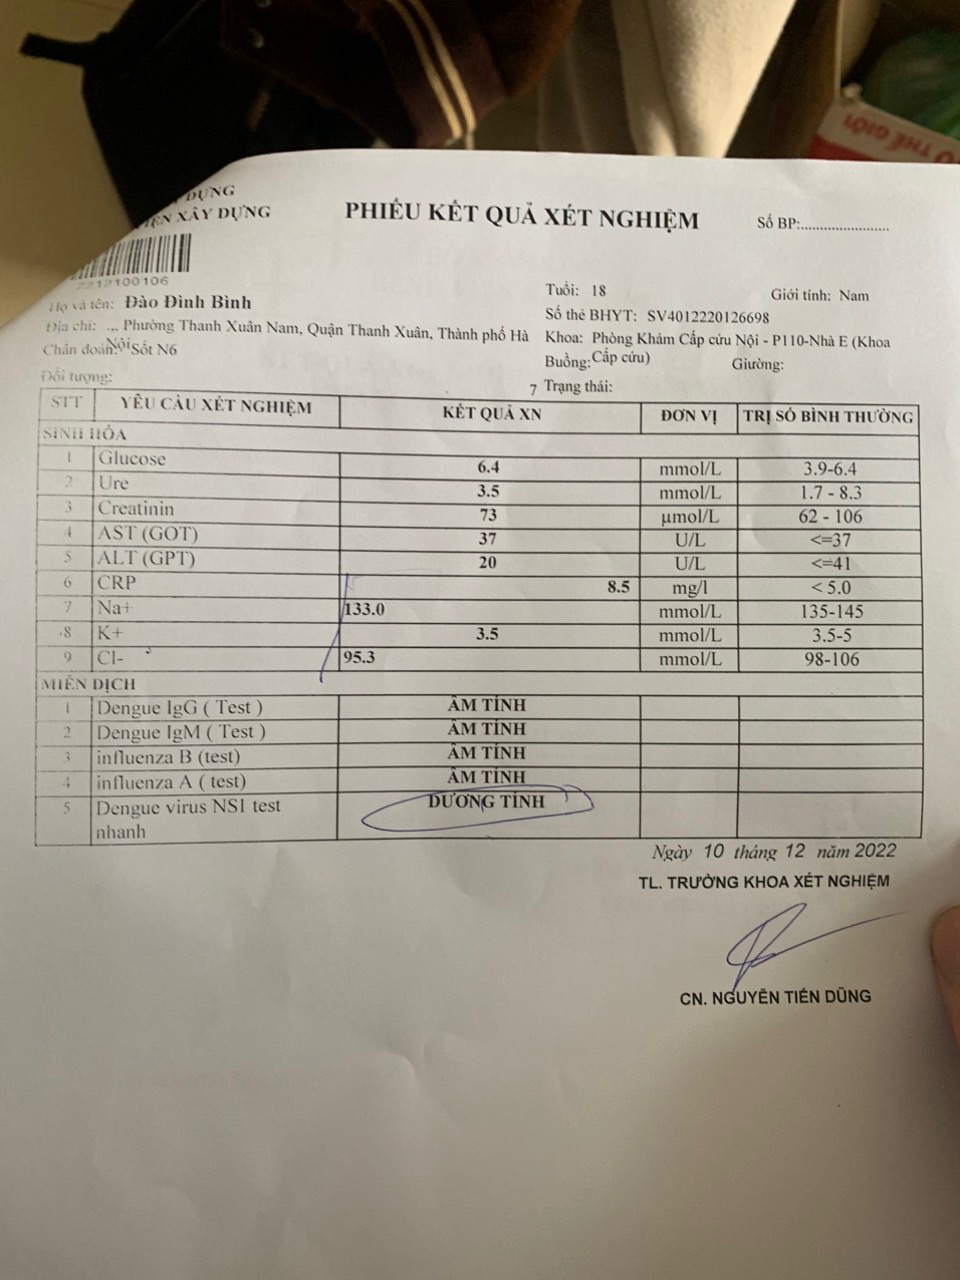 DỰNG
XÂY DỰNG
PHIẾU KẾT QUẢ XÉT NGHIỆM
Số BP:........................
2212100106
Họ và tên: Đào Đình Bình
Tuổi: 18
Giới tính: Nam
Số thẻ BHYT: SV4012220126698
Địa chỉ: ... Phường Thanh Xuân Nam, Quận Thanh Xuân, Thành phố Hà Nội
Khoa: Phòng Khám Cấp cứu Nội - P110-Nhà E (Khoa Cấp cứu)
Chẩn đoán: Sốt N6
Buồng:
Giường:
Đối tượng:
7 Trạng thái:
STT YÊU CẦU XÉT NGHIỆM KẾT QUẢ XN ĐƠN VỊ TRỊ SỐ BÌNH THƯỜNG
SINH HÓA
1 Glucose 6.4 mmol/L 3.9-6.4
2 Ure 3.5 mmol/L 1.7 - 8.3
3 Creatinin 73 µmol/L 62 - 106
4 AST (GOT) 37 U/L <=37
5 ALT (GPT) 20 U/L <=41
6 CRP 8.5 mg/l < 5.0
7 Na+ 133.0 mmol/L 135-145
8 K+ 3.5 mmol/L 3.5-5
9 Cl- 95.3 mmol/L 98-106
MIỄN DỊCH
1 Dengue IgG ( Test ) ÂM TÍNH
2 Dengue IgM ( Test ) ÂM TÍNH
3 influenza B (test) ÂM TÍNH
4 influenza A ( test) ÂM TÍNH
5 Dengue virus NS1 test nhanh DƯƠNG TÍNH
Ngày 10 tháng 12 năm 2022
TL. TRƯỞNG KHOA XÉT NGHIỆM
CN. NGUYỄN TIẾN DŨNG
THẾ GIỚI